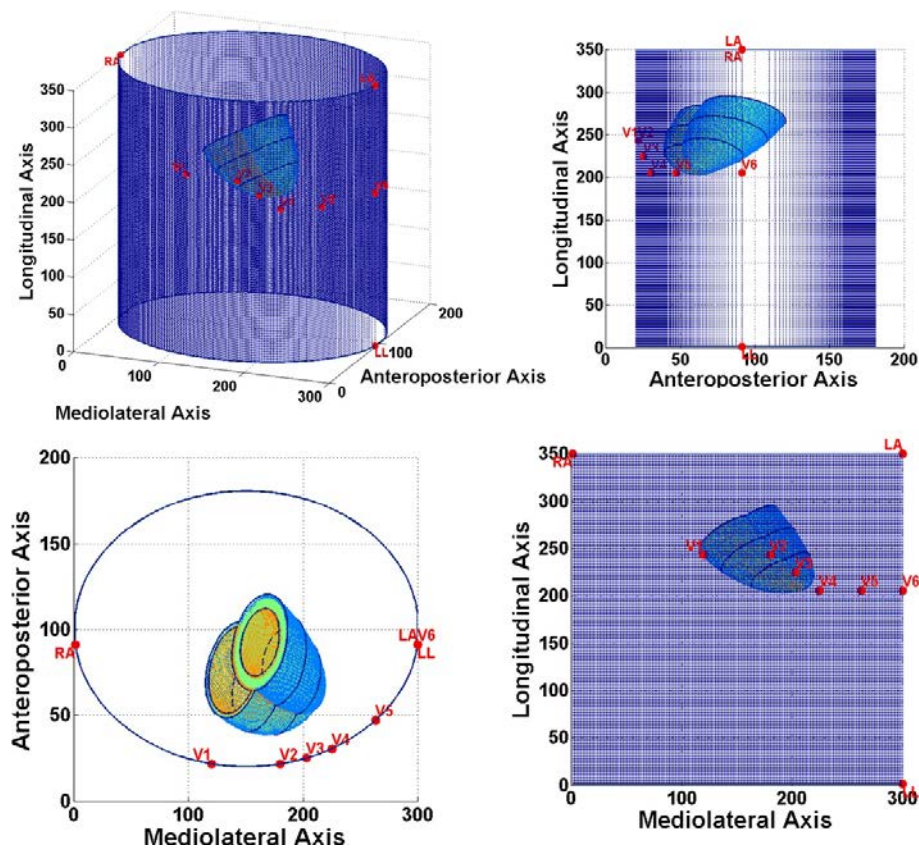 RA
LA
V1
V2
V3
V4
V5
V6
LL
350
300
250
200
150
100
50
0
Longitudinal Axis
0
100
200
300
Mediolateral Axis
0
100
200
Anteroposterior Axis
LA
RA
V1V2
V3
V4
V5
V6
LL
350
300
250
200
150
100
50
0
Longitudinal Axis
0
50
100
150
200
Anteroposterior Axis
200
150
100
50
0
Anteroposterior Axis
RA
LAV6
LL
V5
V4
V3
V2
V1
0
100
200
300
Mediolateral Axis
RA
LA
350
300
250
200
150
100
50
0
Longitudinal Axis
V1
V2
V3
V4
V5
V6
LL
0
100
200
300
Mediolateral Axis